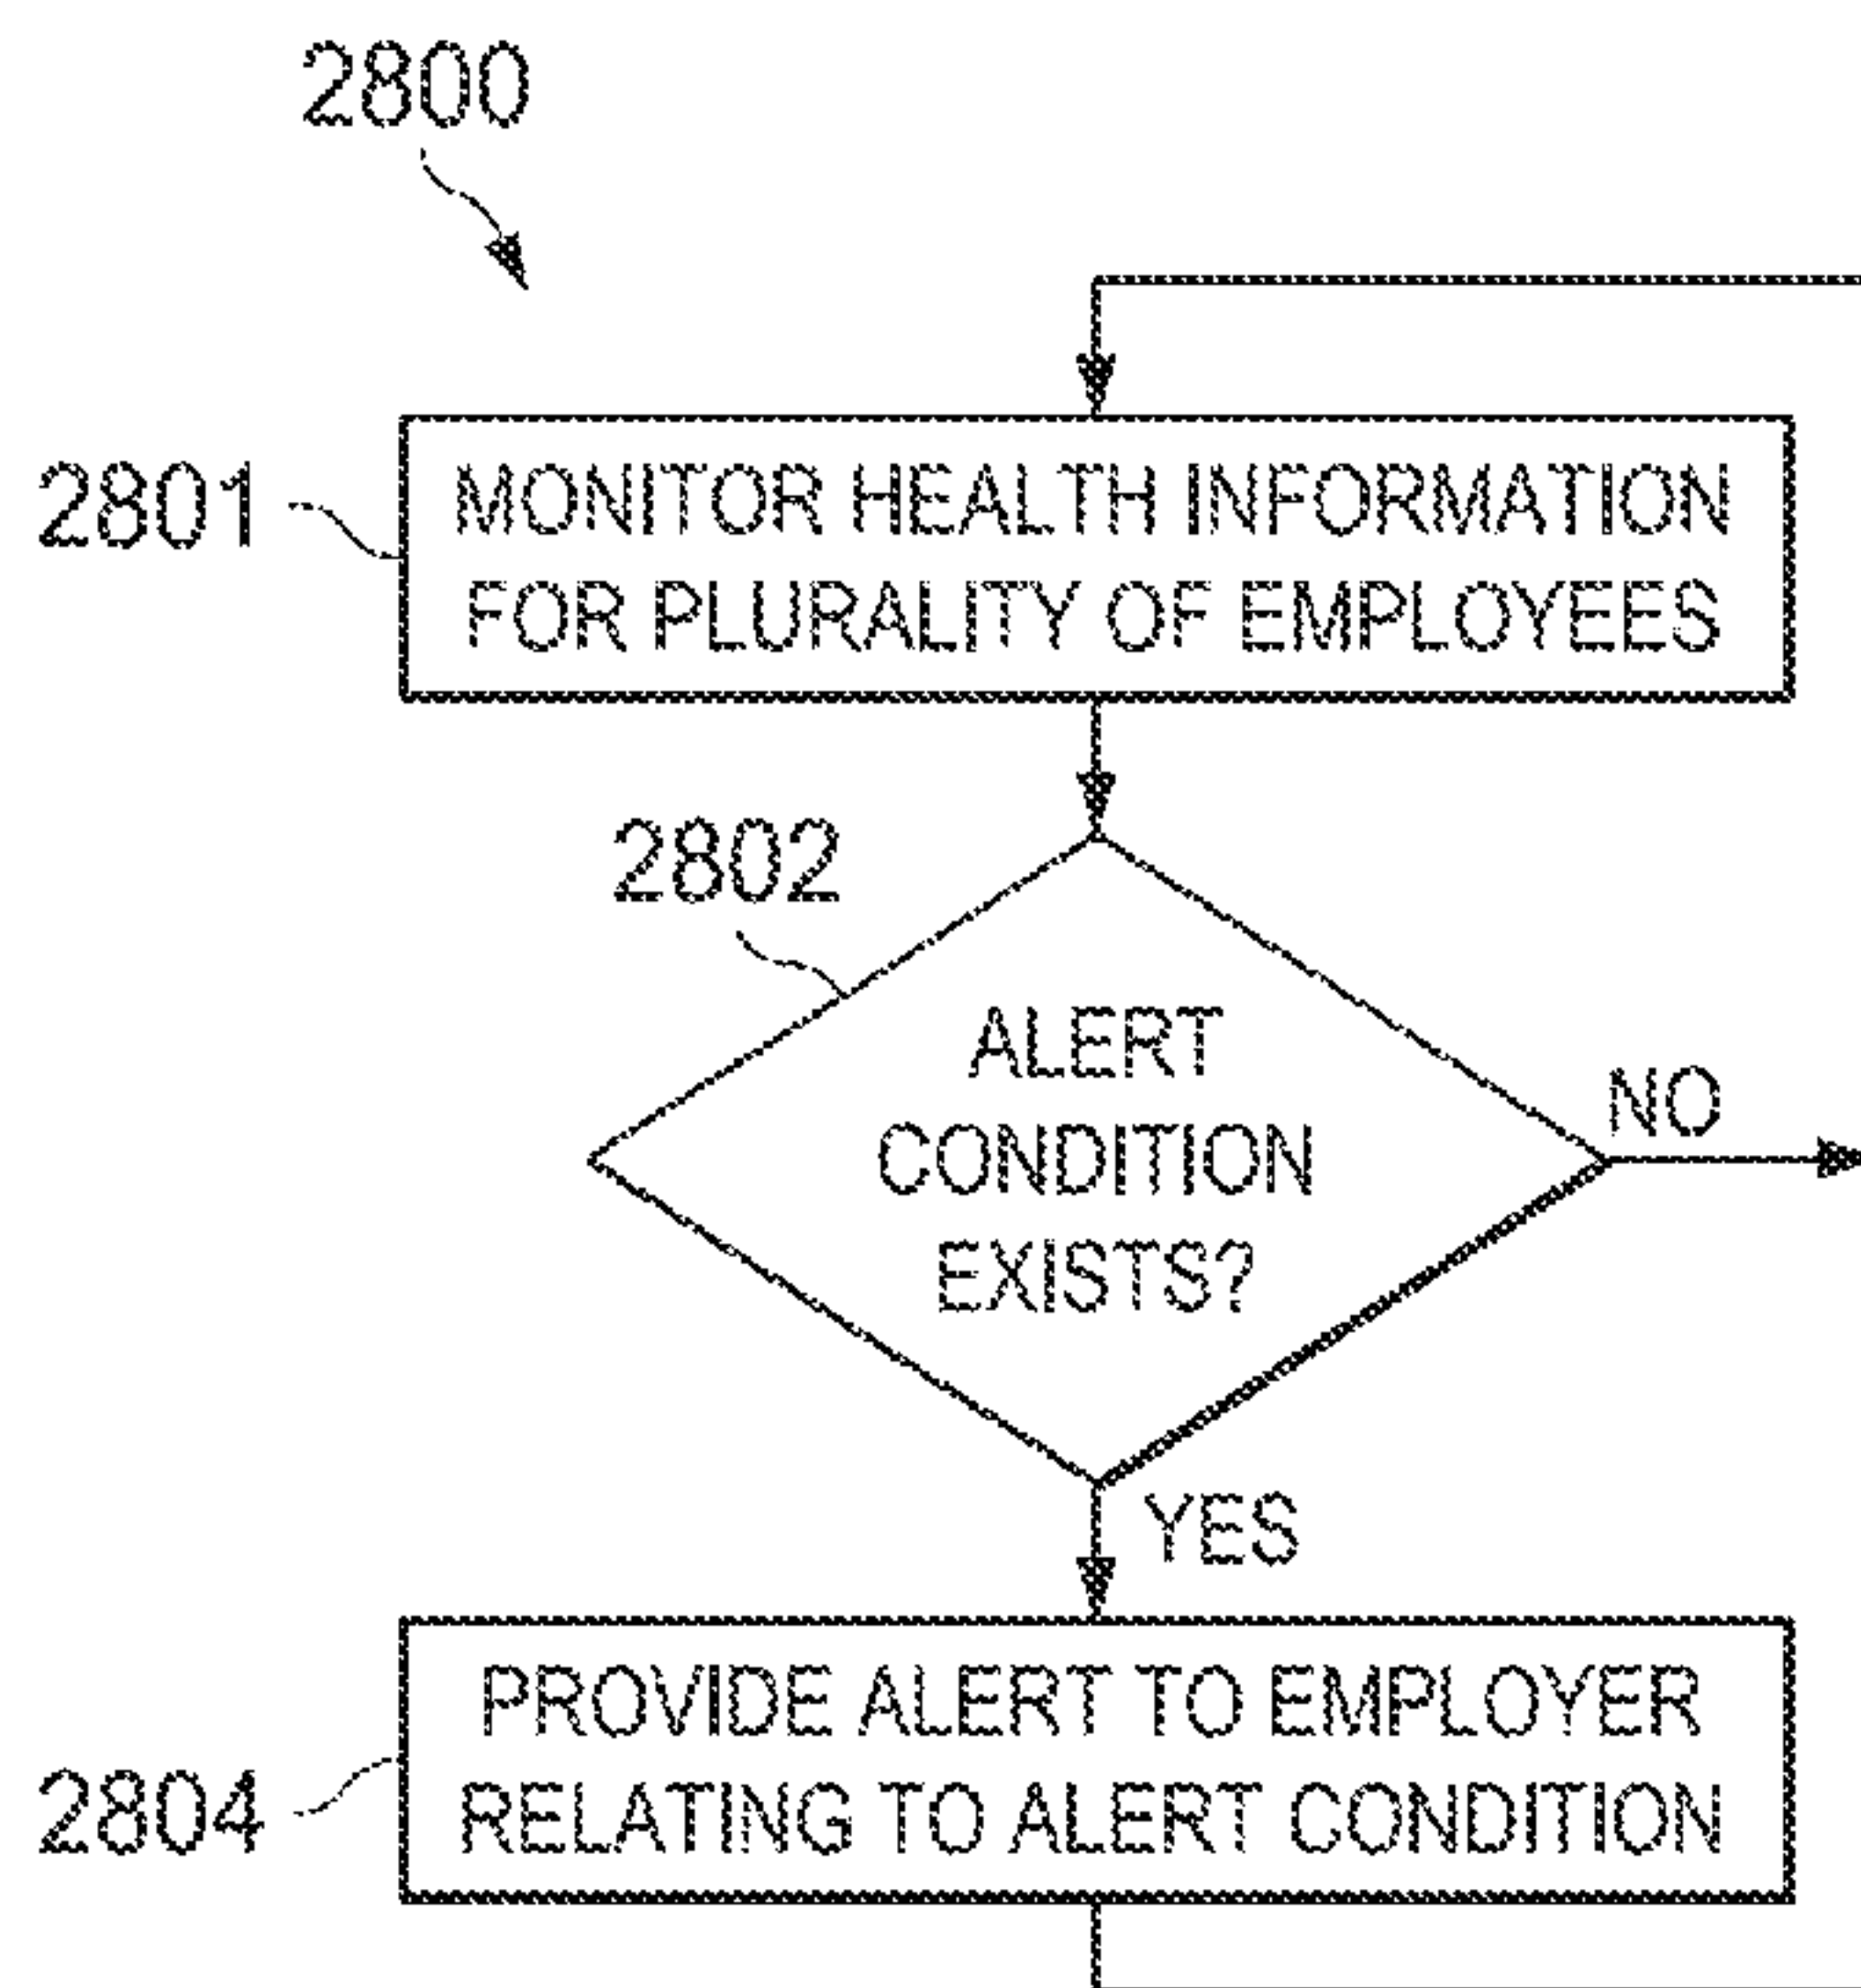 2800
2801
MONITOR HEALTH INFORMATION
FOR PLURALITY OF EMPLOYEES
2802
ALERT
CONDITION
EXISTS?
NO
YES
2804
PROVIDE ALERT TO EMPLOYER
RELATING TO ALERT CONDITION